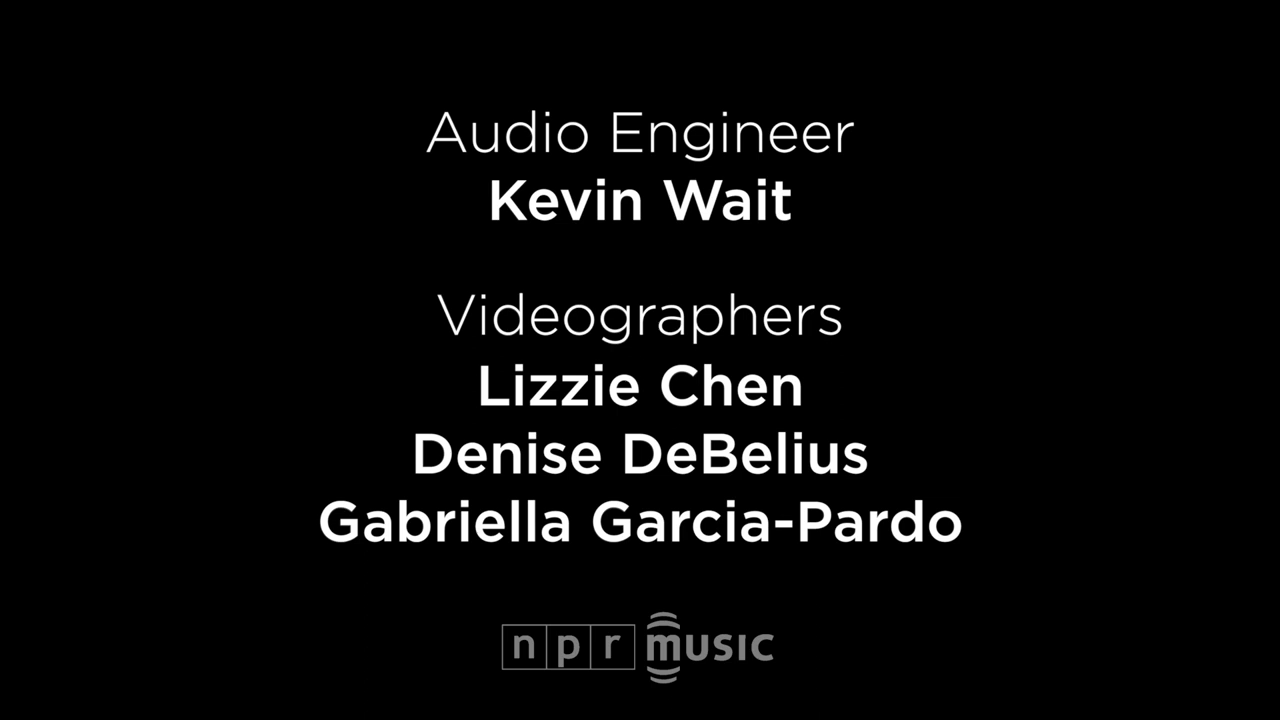 Audio Engineer
Kevin Wait
Videographers
Lizzie Chen
Denise DeBelius
Gabriella Garcia-Pardo
npr music